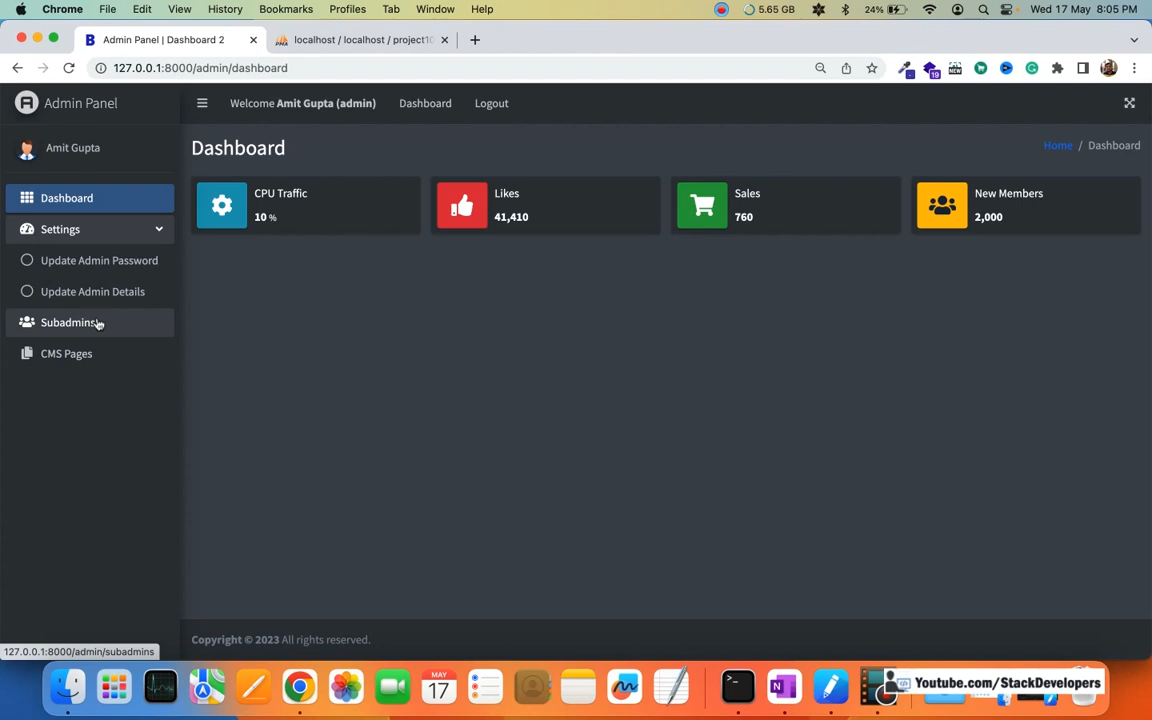 Chrome File Edit View History Bookmarks Profiles Tab Window Help 5.65 GB 24% Wed 17 May 8:05 PM
Admin Panel | Dashboard 2 localhost / localhost / project10
127.0.0.1:8000/admin/dashboard
19 NEW
Admin Panel
Welcome Amit Gupta (admin) Dashboard Logout
Amit Gupta
Dashboard
Settings
Update Admin Password
Update Admin Details
Subadmins
CMS Pages
Dashboard
Home / Dashboard
CPU Traffic
10 %
Likes
41,410
Sales
760
New Members
2,000
Copyright © 2023 All rights reserved.
127.0.0.1:8000/admin/subadmins
MAY
17
Youtube.com/StackDevelopers